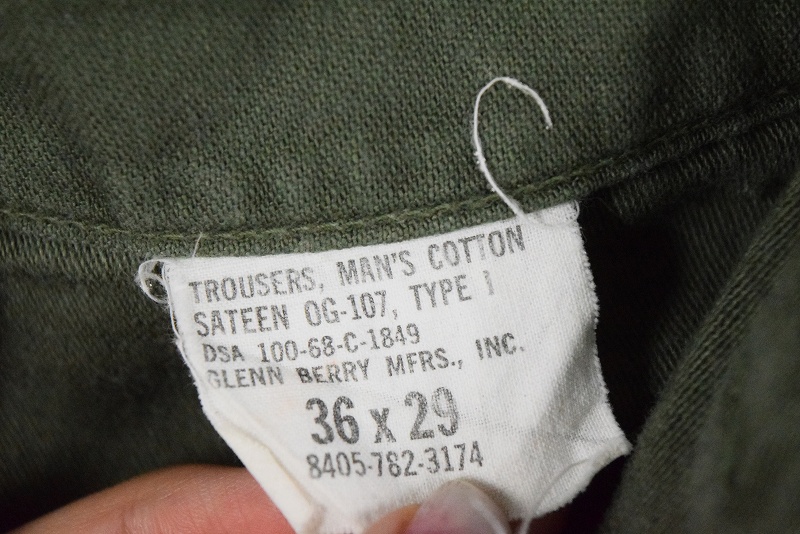 TROUSERS, MAN'S COTTON
SATEEN OG-107, TYPE I
DSA 100-68-C-1849
GLENN BERRY MFRS., INC.
36 x 29
8405-782-3174